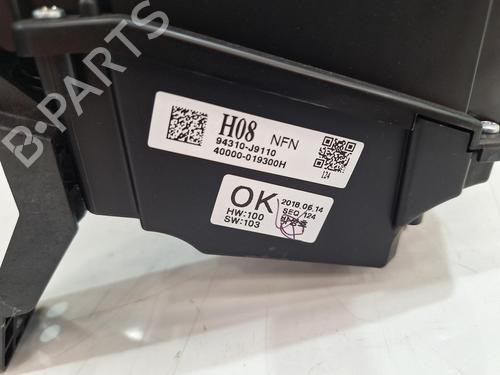 B-PARTS
H08 NFN
94310-J9110
40000-019300H
124
OK
HW:100
SW:103
2018.06.14
SEQ/124